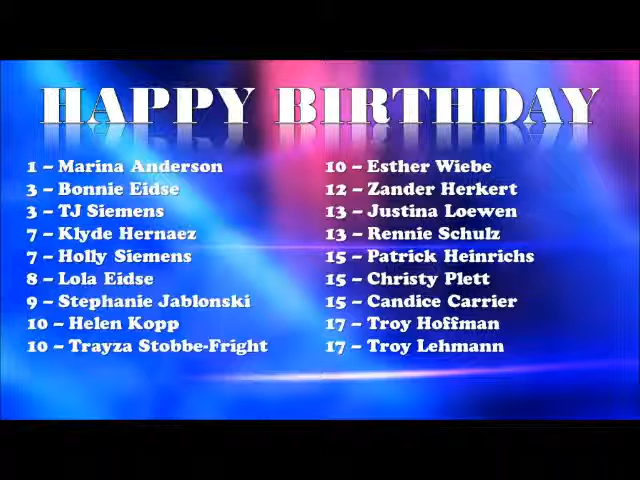 HAPPY BIRTHDAY
1 – Marina Anderson
3 – Bonnie Eidse
3 – TJ Siemens
7 – Klyde Hernaez
7 – Holly Siemens
8 – Lola Eidse
9 – Stephanie Jablonski
10 – Helen Kopp
10 – Trayza Stobbe-Fright
10 – Esther Wiebe
12 – Zander Herkert
13 – Justina Loewen
13 – Rennie Schulz
15 – Patrick Heinrichs
15 – Christy Plett
15 – Candice Carrier
17 – Troy Hoffman
17 – Troy Lehmann